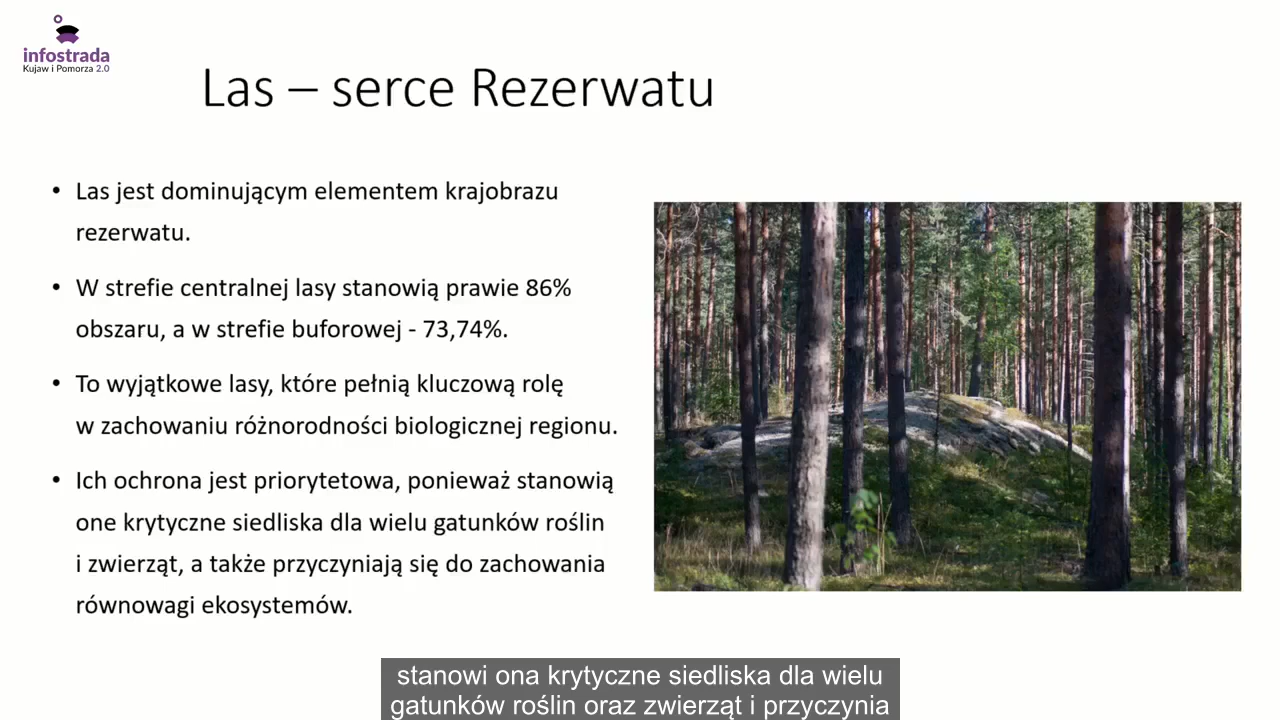 infostrada
Kujaw i Pomorza 2.0
Las – serce Rezerwatu
• Las jest dominującym elementem krajobrazu
rezerwatu.
• W strefie centralnej lasy stanowią prawie 86%
obszaru, a w strefie buforowej - 73,74%.
• To wyjątkowe lasy, które pełnią kluczową rolę
w zachowaniu różnorodności biologicznej regionu.
• Ich ochrona jest priorytetowa, ponieważ stanowią
one krytyczne siedliska dla wielu gatunków roślin
i zwierząt, a także przyczyniają się do zachowania
równowagi ekosystemów.
stanowi ona krytyczne siedliska dla wielu
gatunków roślin oraz zwierząt i przyczynia